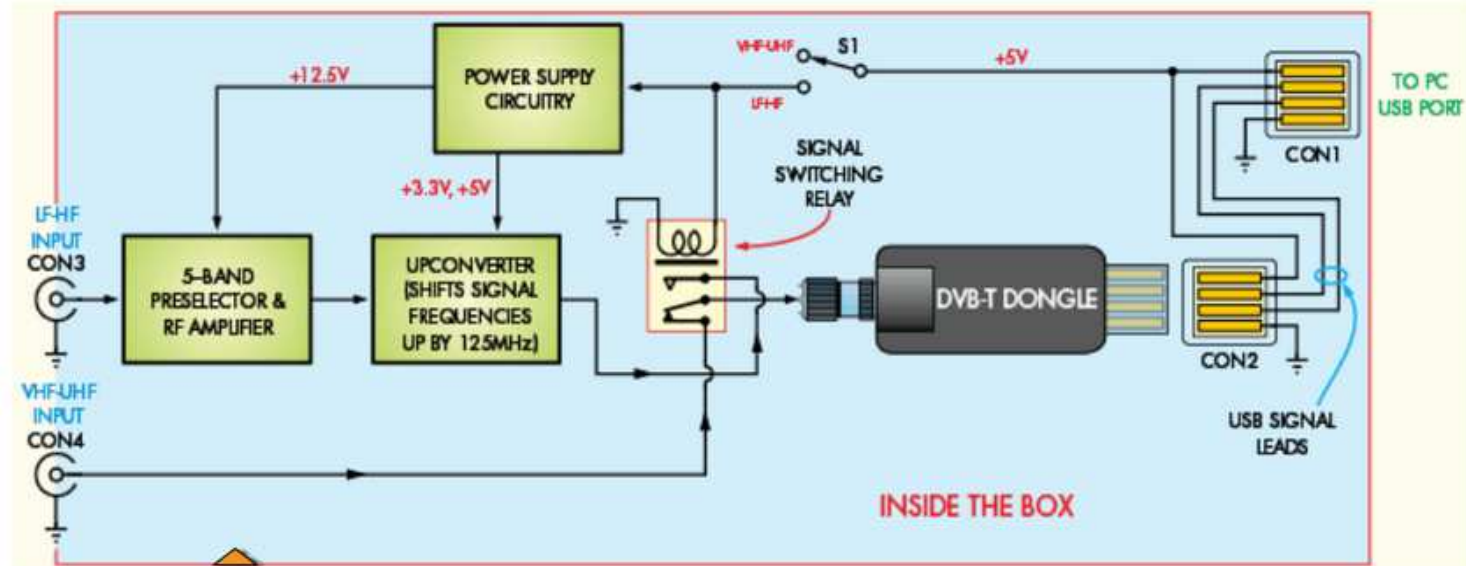 POWER SUPPLY
CIRCUITRY
+12.5V
+3.3V, +5V
VHF-UHF
S1
LF-HF
+5V
TO PC
USB PORT
CON1
SIGNAL
SWITCHING
RELAY
LF-HF
INPUT
CON3
5-BAND
PRESELECTOR &
RF AMPLIFIER
UPCONVERTER
(SHIFTS SIGNAL
FREQUENCIES
UP BY 125MHz)
DVB-T DONGLE
CON2
USB SIGNAL
LEADS
VHF-UHF
INPUT
CON4
INSIDE THE BOX